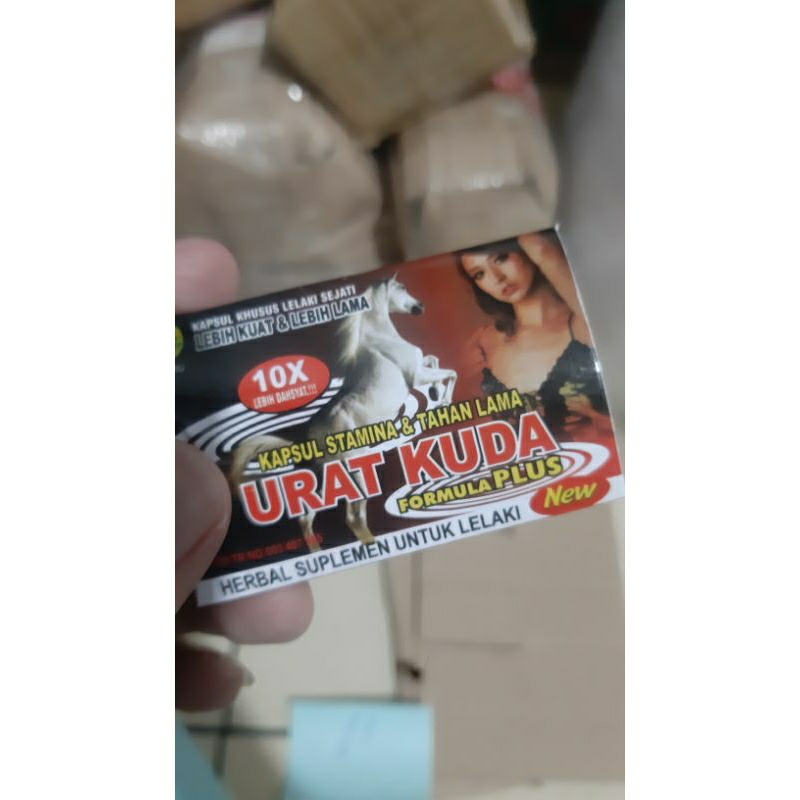 KAPSUL KHUSUS LELAKI SEJATI
LEBIH KUAT & LEBIH LAMA
10X
LEBIH DAHSYAT.!!!
KAPSUL STAMINA & TAHAN LAMA
URAT KUDA
FORMULA PLUS
New
HERBAL SUPLEMEN UNTUK LELAKI